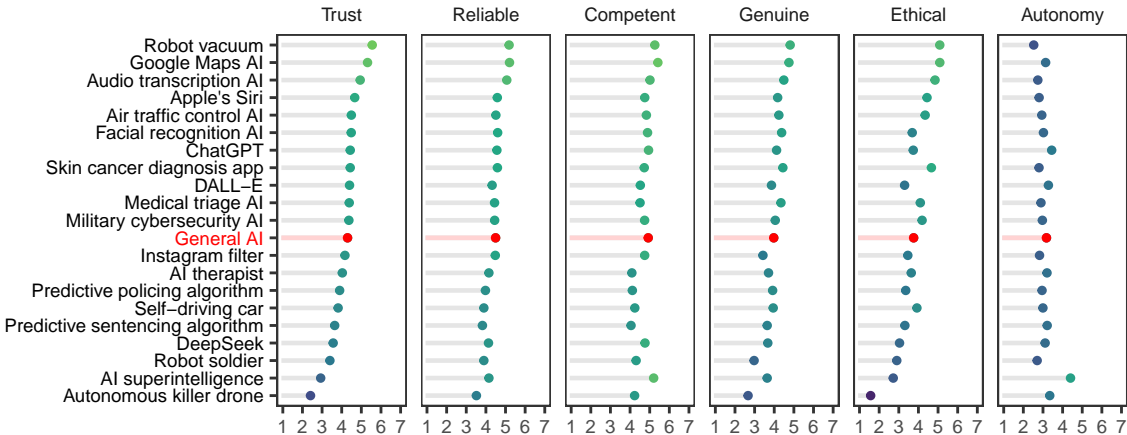 Trust Reliable Competent Genuine Ethical Autonomy
Robot vacuum
Google Maps AI
Audio transcription AI
Apple's Siri
Air traffic control AI
Facial recognition AI
ChatGPT
Skin cancer diagnosis app
DALL−E
Medical triage AI
Military cybersecurity AI
General AI
Instagram filter
AI therapist
Predictive policing algorithm
Self−driving car
Predictive sentencing algorithm
DeepSeek
Robot soldier
AI superintelligence
Autonomous killer drone
1 2 3 4 5 6 7 1 2 3 4 5 6 7 1 2 3 4 5 6 7 1 2 3 4 5 6 7 1 2 3 4 5 6 7 1 2 3 4 5 6 7